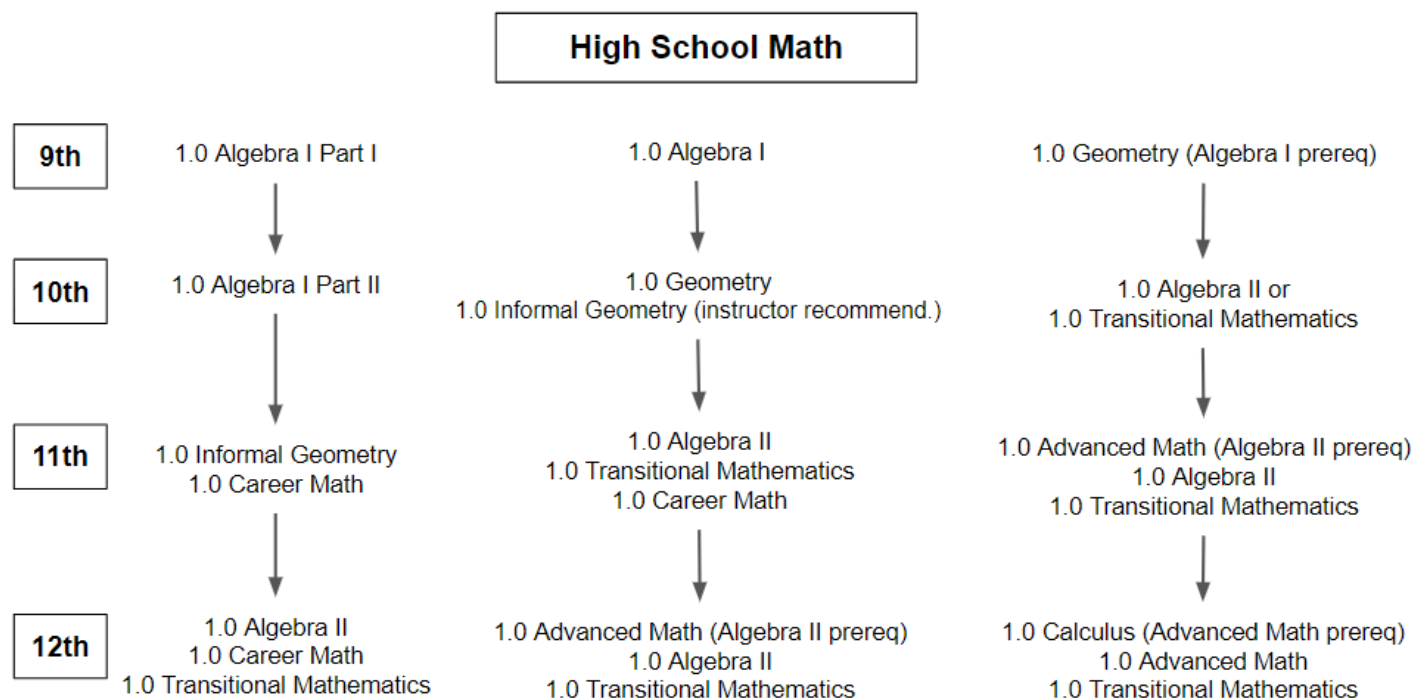 High School Math
9th
1.0 Algebra I Part I
1.0 Algebra I
1.0 Geometry (Algebra I prereq)
10th
1.0 Algebra I Part II
1.0 Geometry
1.0 Informal Geometry (instructor recommend.)
1.0 Algebra II or
1.0 Transitional Mathematics
11th
1.0 Informal Geometry
1.0 Career Math
1.0 Algebra II
1.0 Transitional Mathematics
1.0 Career Math
1.0 Advanced Math (Algebra II prereq)
1.0 Algebra II
1.0 Transitional Mathematics
12th
1.0 Algebra II
1.0 Career Math
1.0 Transitional Mathematics
1.0 Advanced Math (Algebra II prereq)
1.0 Algebra II
1.0 Transitional Mathematics
1.0 Calculus (Advanced Math prereq)
1.0 Advanced Math
1.0 Transitional Mathematics